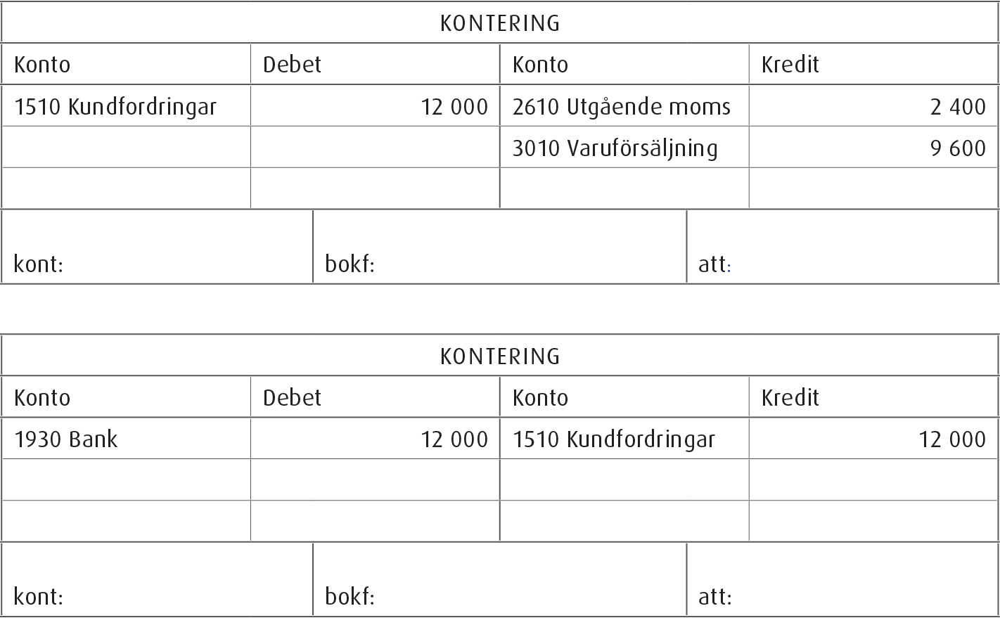 KONTERING
Konto Debet Konto Kredit
1510 Kundfordringar 12 000 2610 Utgående moms 2 400
3010 Varuförsäljning 9 600
kont: bokf: att:
KONTERING
Konto Debet Konto Kredit
1930 Bank 12 000 1510 Kundfordringar 12 000
kont: bokf: att: